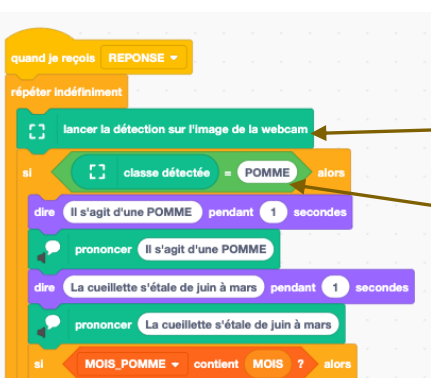 quand je reçois REPONSE
répéter indéfiniment
lancer la détection sur l'image de la webcam
si classe détectée = POMME alors
dire Il s'agit d'une POMME pendant 1 secondes
prononcer Il s'agit d'une POMME
dire La cueillette s'étale de juin à mars pendant 1 secondes
prononcer La cueillette s'étale de juin à mars
si MOIS_POMME contient MOIS ? alors